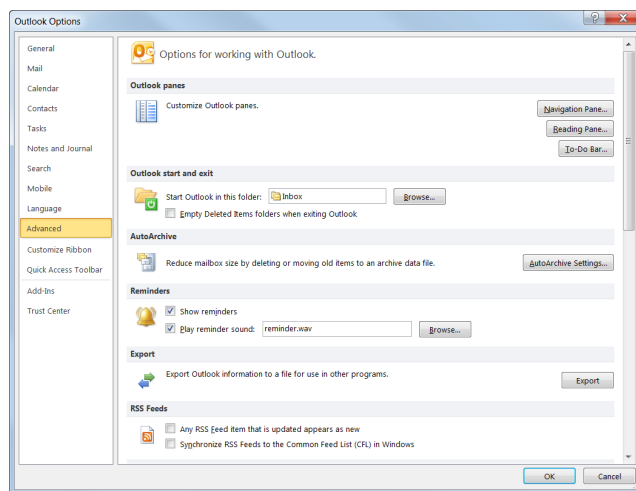 Outlook Options
General
Mail
Calendar
Contacts
Tasks
Notes and Journal
Search
Mobile
Language
Advanced
Customize Ribbon
Quick Access Toolbar
Add-Ins
Trust Center
Options for working with Outlook.
Outlook panes
Customize Outlook panes.
Navigation Pane...
Reading Pane...
To-Do Bar...
Outlook start and exit
Start Outlook in this folder: Inbox Browse...
Empty Deleted Items folders when exiting Outlook
AutoArchive
Reduce mailbox size by deleting or moving old items to an archive data file. AutoArchive Settings...
Reminders
Show reminders
Play reminder sound: reminder.wav Browse...
Export
Export Outlook information to a file for use in other programs. Export
RSS Feeds
Any RSS Feed item that is updated appears as new
Synchronize RSS Feeds to the Common Feed List (CFL) in Windows
OK Cancel